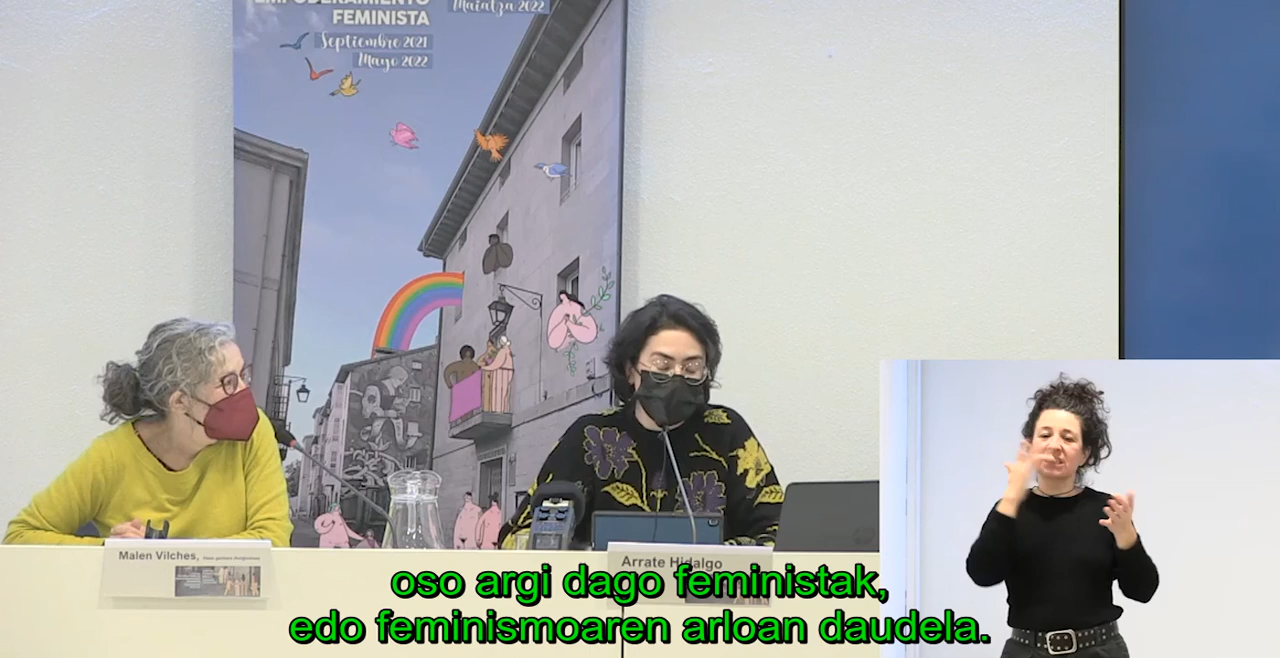 EMPODERAMIENTO
FEMINISTA
Maiatza 2022
Septiembre 2021
Mayo 2022
Malen Vilches,
Arrate Hidalgo
oso argi dago feministak,
edo feminismoaren arloan daudela.